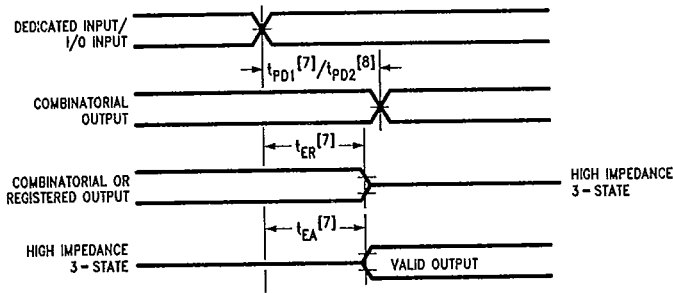 DEDICATED INPUT/
I/O INPUT
tPD1[7]/tPD2[8]
COMBINATORIAL
OUTPUT
tER[7]
COMBINATORIAL OR
REGISTERED OUTPUT
HIGH IMPEDANCE
3-STATE
tEA[7]
HIGH IMPEDANCE
3-STATE
VALID OUTPUT